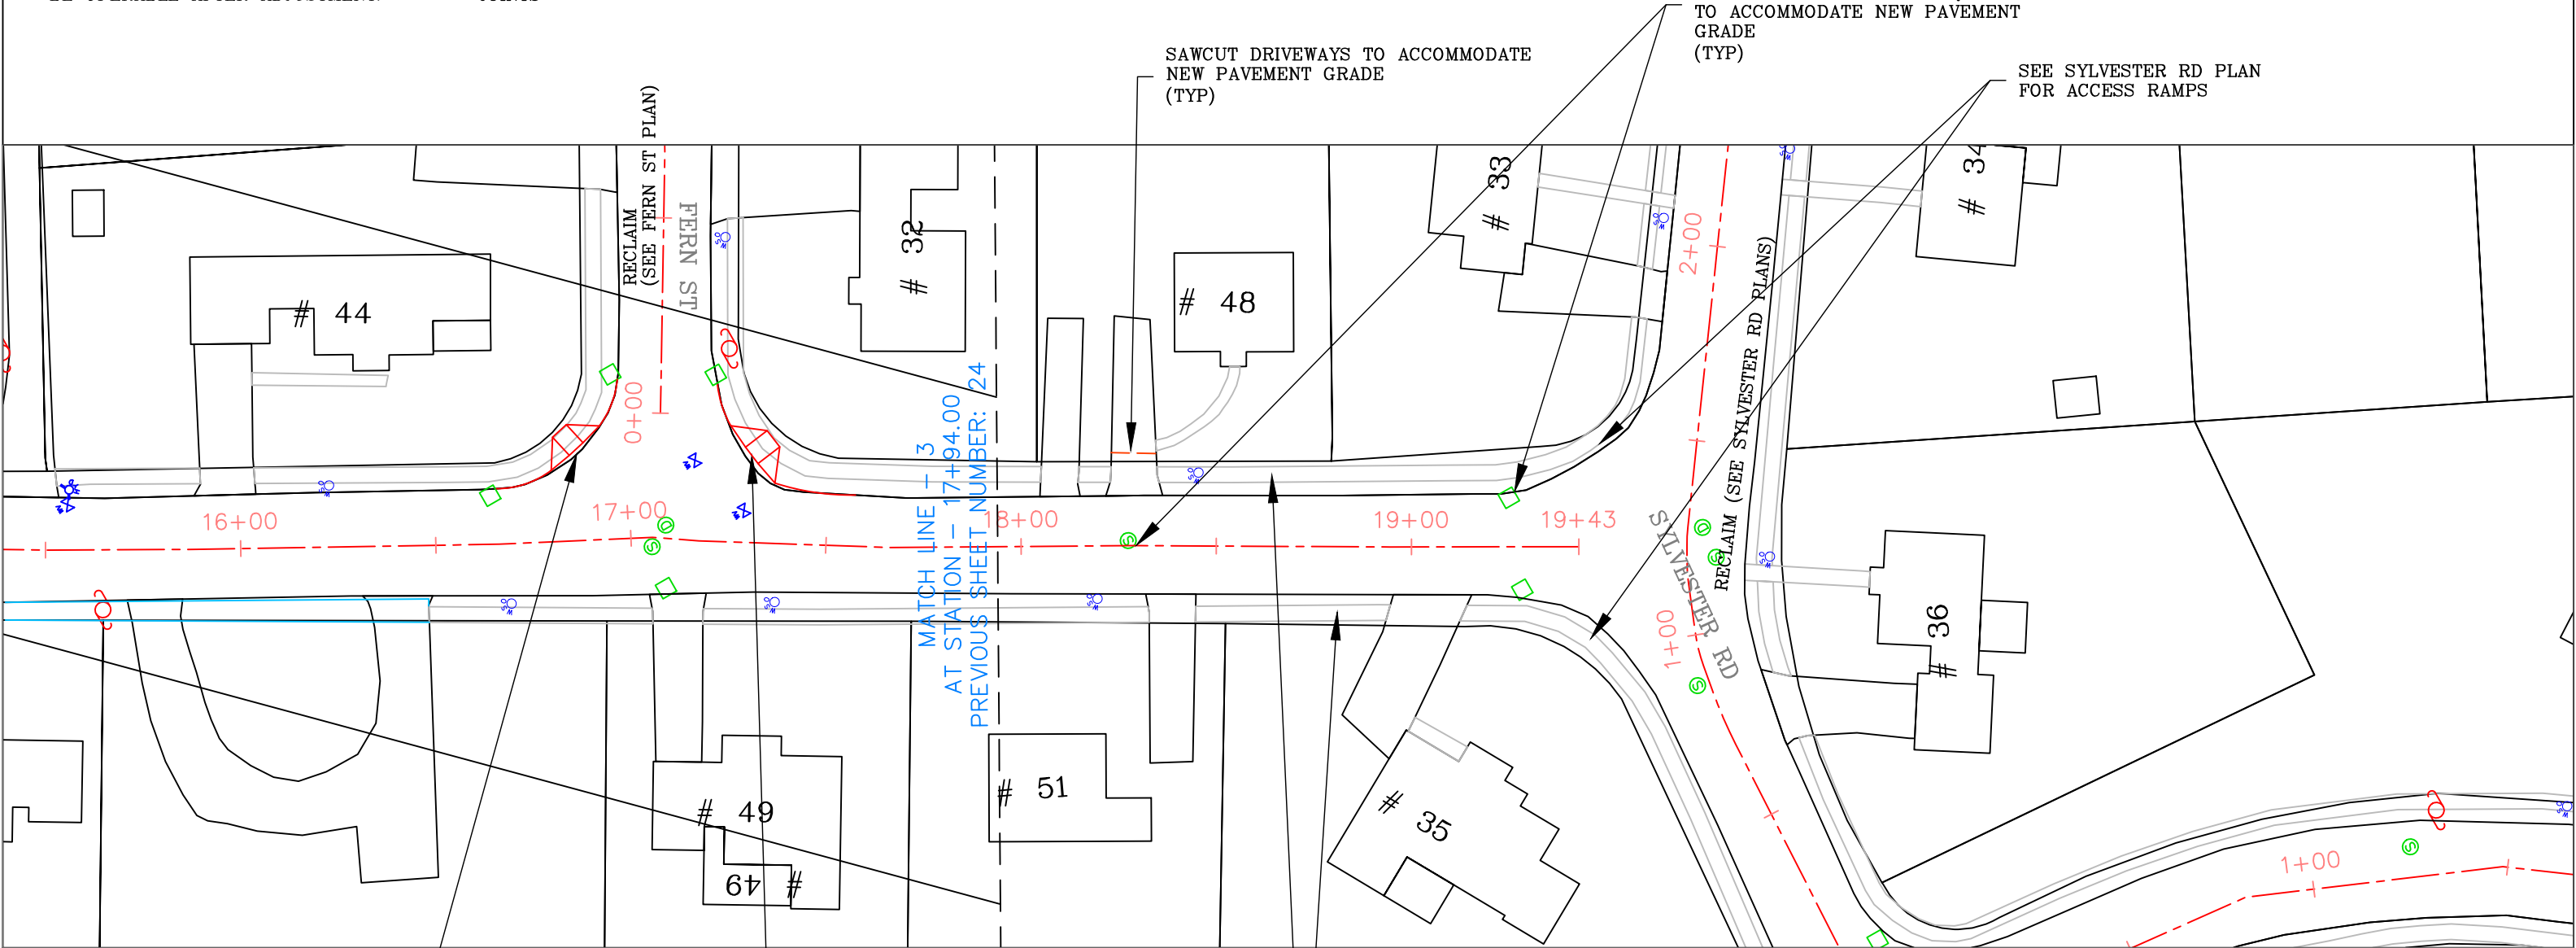 TO ACCOMMODATE NEW PAVEMENT
GRADE
(TYP)
SAWCUT DRIVEWAYS TO ACCOMMODATE
NEW PAVEMENT GRADE
(TYP)
SEE SYLVESTER RD PLAN
FOR ACCESS RAMPS
RECLAIM
(SEE FERN ST PLAN)
FERN ST
# 44
# 32
# 48
# 33
# 34
2+00
RECLAIM (SEE SYLVESTER RD PLANS)
0+00
16+00
17+00
18+00
19+00
19+43
MATCH LINE - 3
AT STATION - 17+94.00
PREVIOUS SHEET NUMBER: 24
SYLVESTER RD
1+00
# 36
# 49
# 49
# 51
# 35
1+00